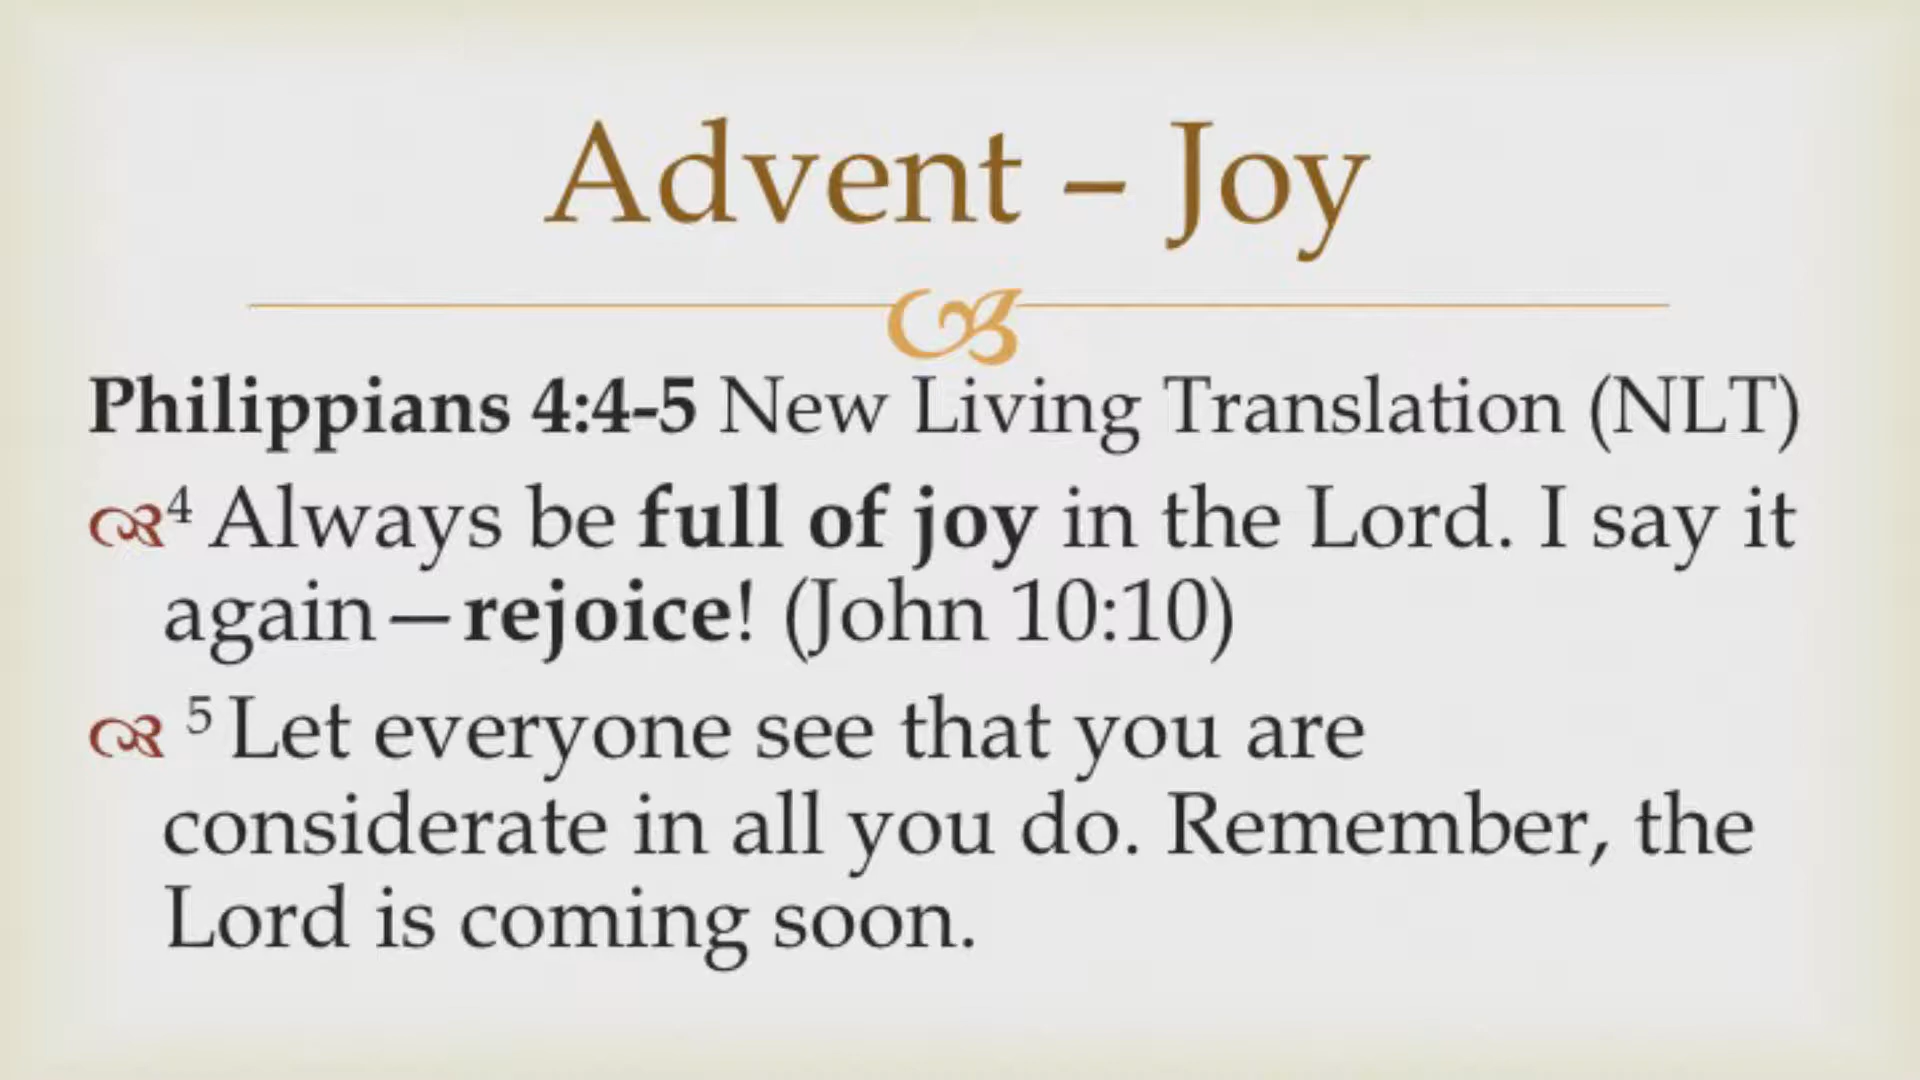 Advent – Joy
Philippians 4:4-5 New Living Translation (NLT)
4 Always be full of joy in the Lord. I say it
again—rejoice! (John 10:10)
5 Let everyone see that you are
considerate in all you do. Remember, the
Lord is coming soon.